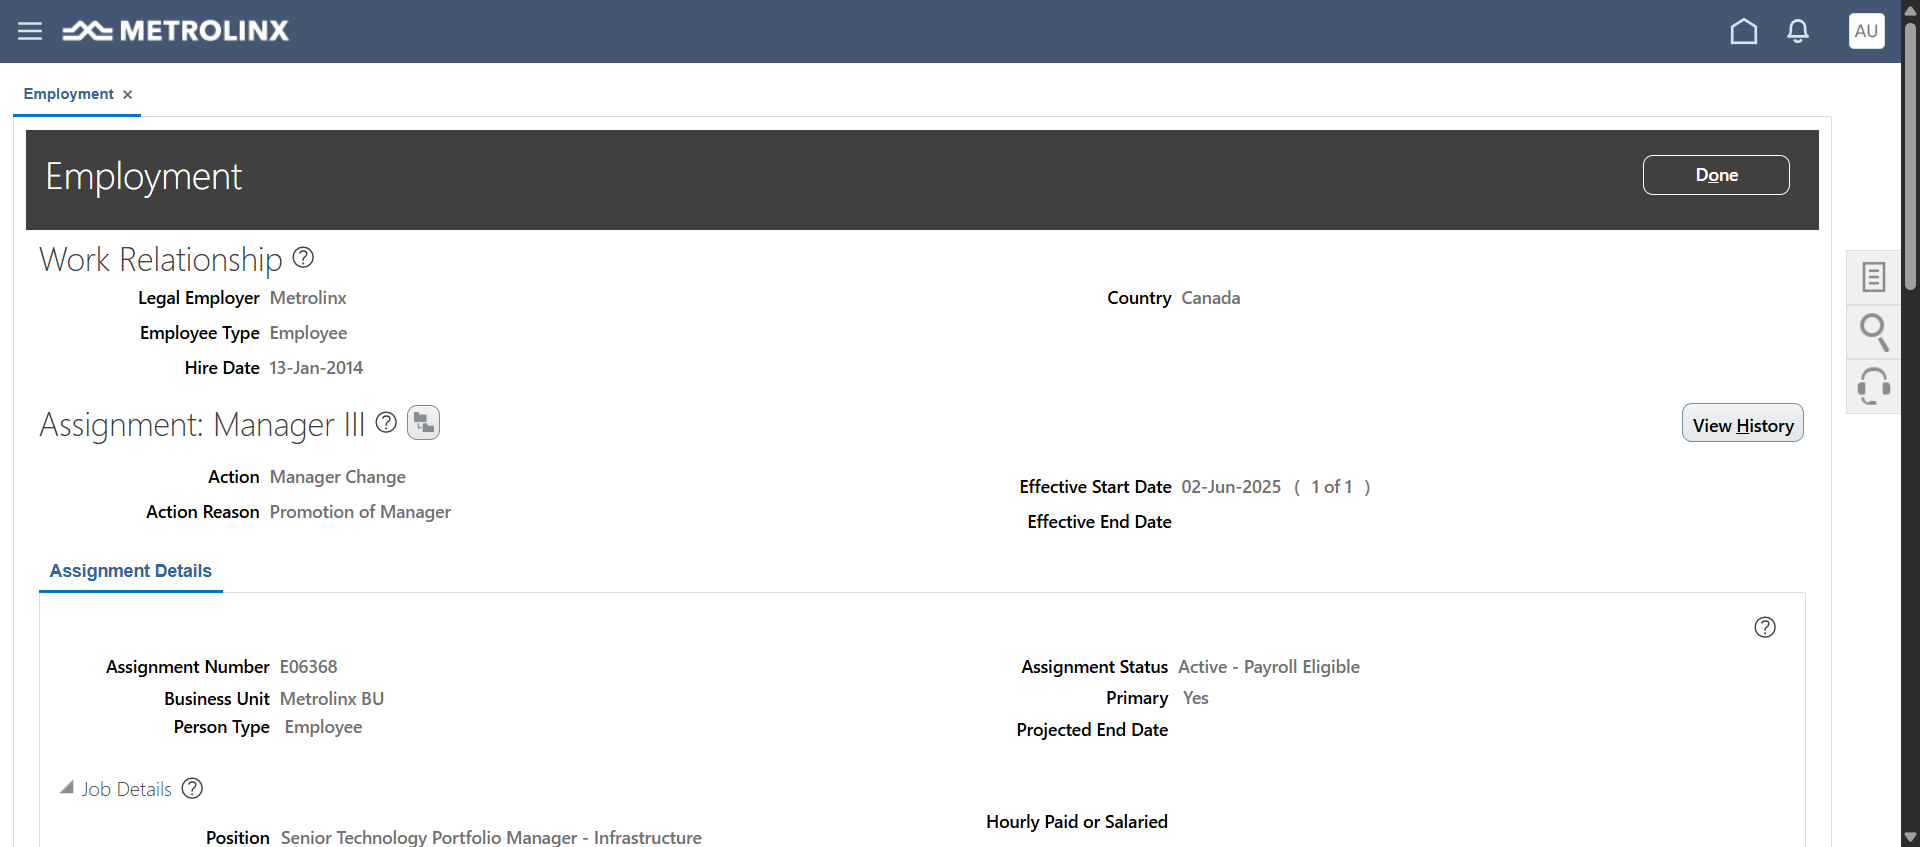 METROLINX
AU
Employment ×
Employment
Done
Work Relationship ?
Legal Employer Metrolinx
Country Canada
Employee Type Employee
Hire Date 13-Jan-2014
Assignment: Manager III ?
View History
Action Manager Change
Effective Start Date 02-Jun-2025 ( 1 of 1 )
Action Reason Promotion of Manager
Effective End Date
Assignment Details
?
Assignment Number E06368
Assignment Status Active - Payroll Eligible
Business Unit Metrolinx BU
Primary Yes
Person Type Employee
Projected End Date
Job Details ?
Hourly Paid or Salaried
Position Senior Technology Portfolio Manager - Infrastructure